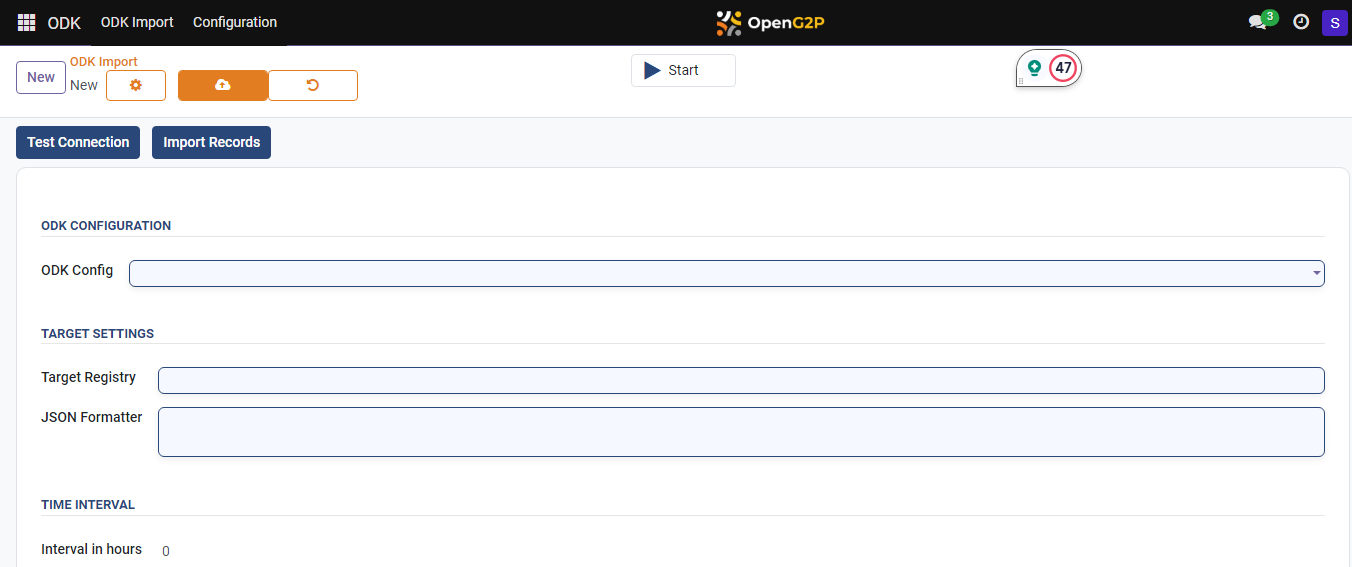 ODK ODK Import Configuration OpenG2P 3 S
New ODK Import
New
Start
47
Test Connection Import Records
ODK CONFIGURATION
ODK Config
TARGET SETTINGS
Target Registry
JSON Formatter
TIME INTERVAL
Interval in hours 0